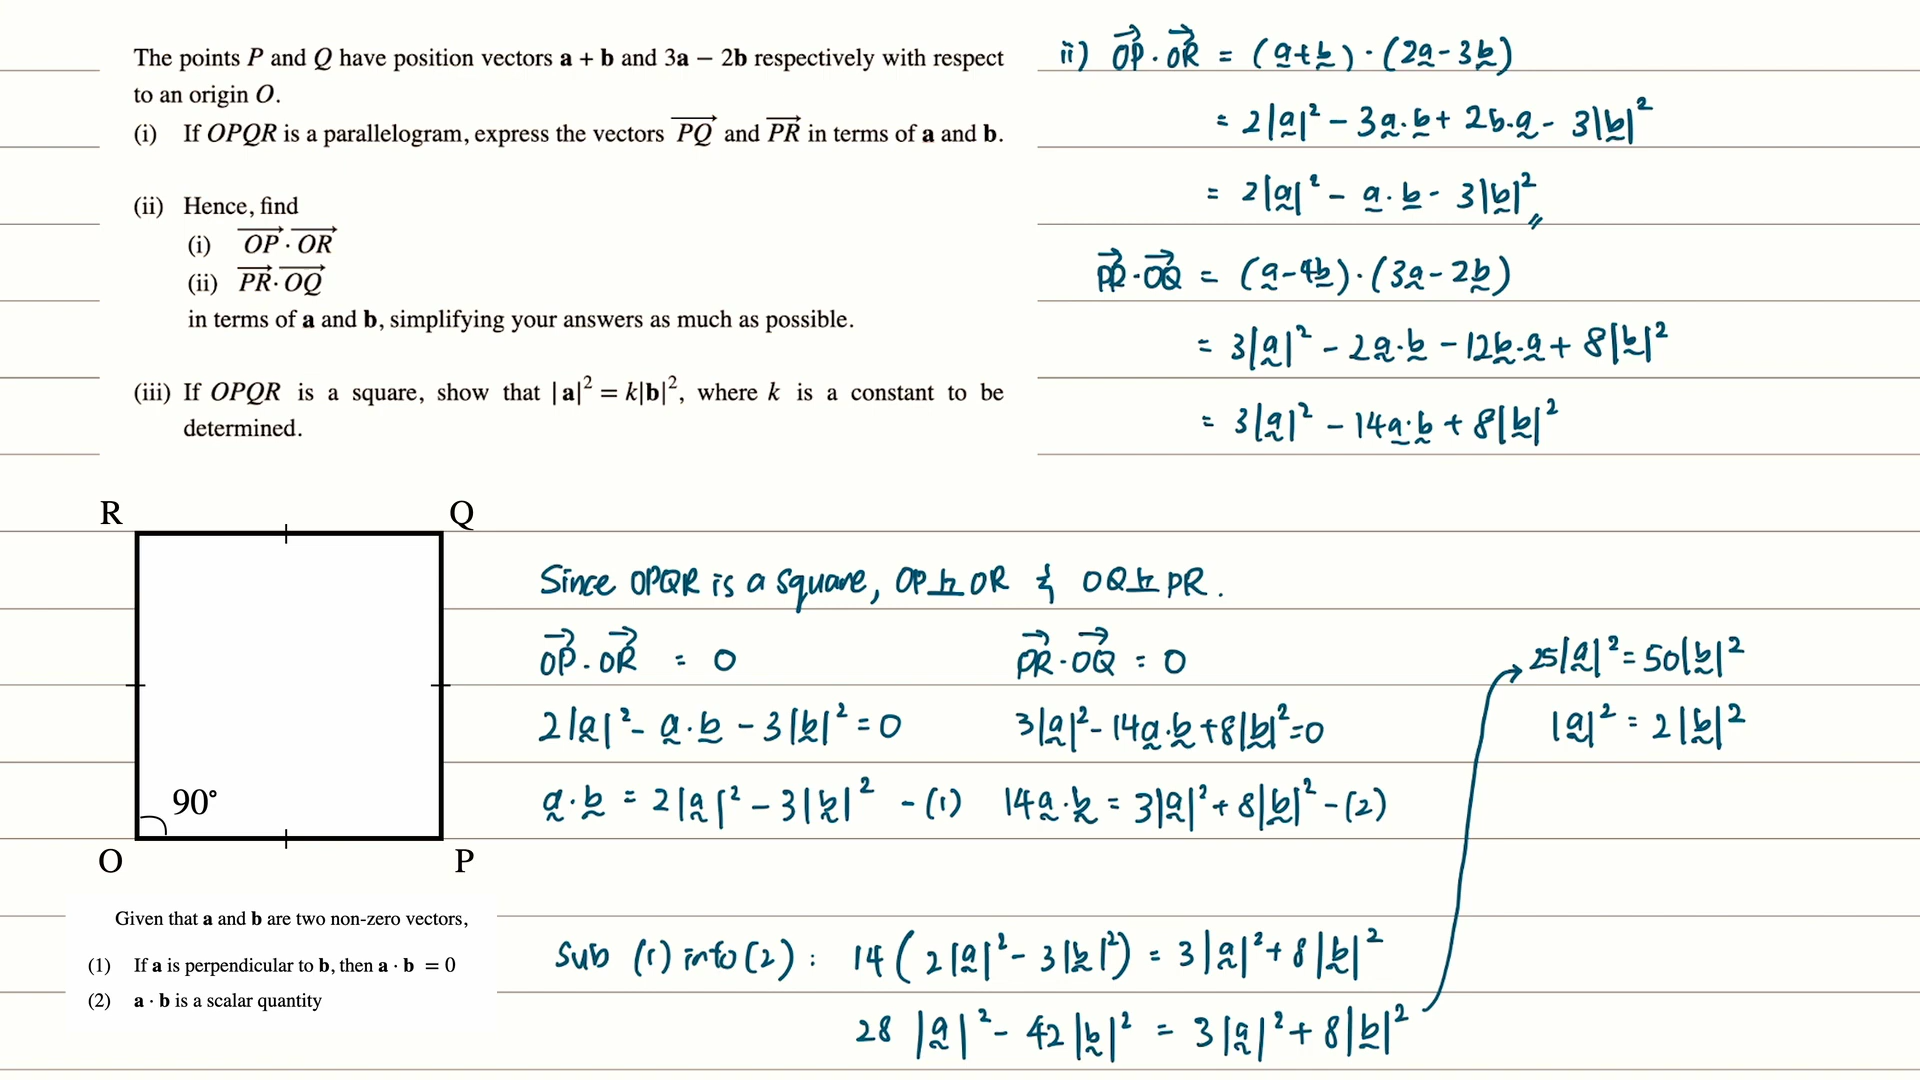 The points P and Q have position vectors a + b and 3a − 2b respectively with respect
to an origin O.
(i) If OPQR is a parallelogram, express the vectors PQ→ and PR→ in terms of a and b.
(ii) Hence, find
(i) OP→ · OR→
(ii) PR→ · OQ→
in terms of a and b, simplifying your answers as much as possible.
(iii) If OPQR is a square, show that |a|² = k|b|², where k is a constant to be
determined.
ii) OP→ · OR→ = (a+b) · (2a-3b)
= 2|a|² - 3a·b + 2b·a - 3|b|²
= 2|a|² - a·b - 3|b|²
PR→ · OQ→ = (a-4b)·(3a-2b)
= 3|a|² - 2a·b - 12b·a + 8|b|²
= 3|a|² - 14a·b + 8|b|²
R Q
90°
O P
Given that a and b are two non-zero vectors,
(1) If a is perpendicular to b, then a · b = 0
(2) a · b is a scalar quantity
Since OPQR is a square, OP ⊥ OR & OQ ⊥ PR.
OP→ · OR→ = 0
2|a|² - a·b - 3|b|² = 0
a·b = 2|a|² - 3|b|² - (1)
PR→ · OQ→ = 0
3|a|² - 14a·b + 8|b|² = 0
14a·b = 3|a|² + 8|b|² - (2)
Sub (1) into (2) : 14(2|a|² - 3|b|²) = 3|a|² + 8|b|²
28|a|² - 42|b|² = 3|a|² + 8|b|²
25|a|² = 50|b|²
|a|² = 2|b|²